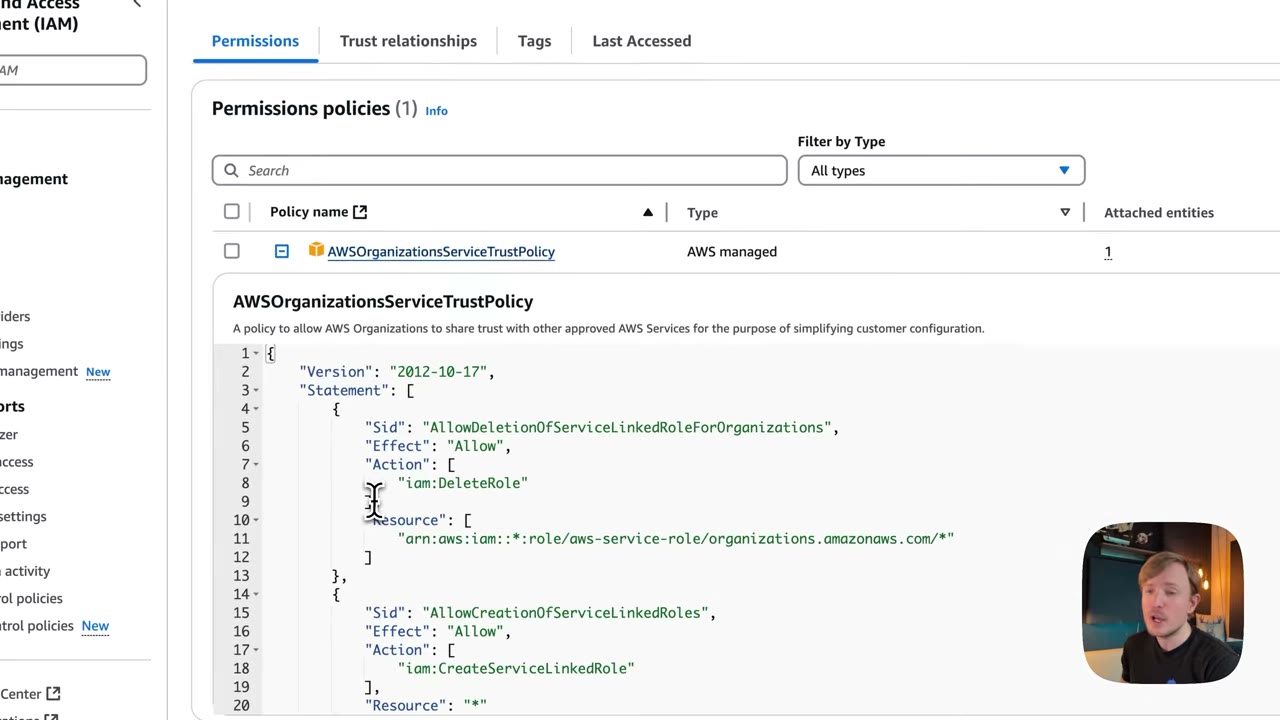 nd Access
ent (IAM)
AM
nagement
iders
ngs
management New
orts
zer
access
ccess
settings
port
activity
rol policies
ntrol policies New
Center
Permissions
Trust relationships
Tags
Last Accessed
Permissions policies (1) Info
Filter by Type
Search
All types
Policy name
Type
Attached entities
AWSOrganizationsServiceTrustPolicy
AWS managed
1
AWSOrganizationsServiceTrustPolicy
A policy to allow AWS Organizations to share trust with other approved AWS Services for the purpose of simplifying customer configuration.
1 {
2 "Version": "2012-10-17",
3 "Statement": [
4 {
5 "Sid": "AllowDeletionOfServiceLinkedRoleForOrganizations",
6 "Effect": "Allow",
7 "Action": [
8 "iam:DeleteRole"
9
10 "Resource": [
11 "arn:aws:iam::*:role/aws-service-role/organizations.amazonaws.com/*"
12 ]
13 },
14 {
15 "Sid": "AllowCreationOfServiceLinkedRoles",
16 "Effect": "Allow",
17 "Action": [
18 "iam:CreateServiceLinkedRole"
19 ],
20 "Resource": "*"